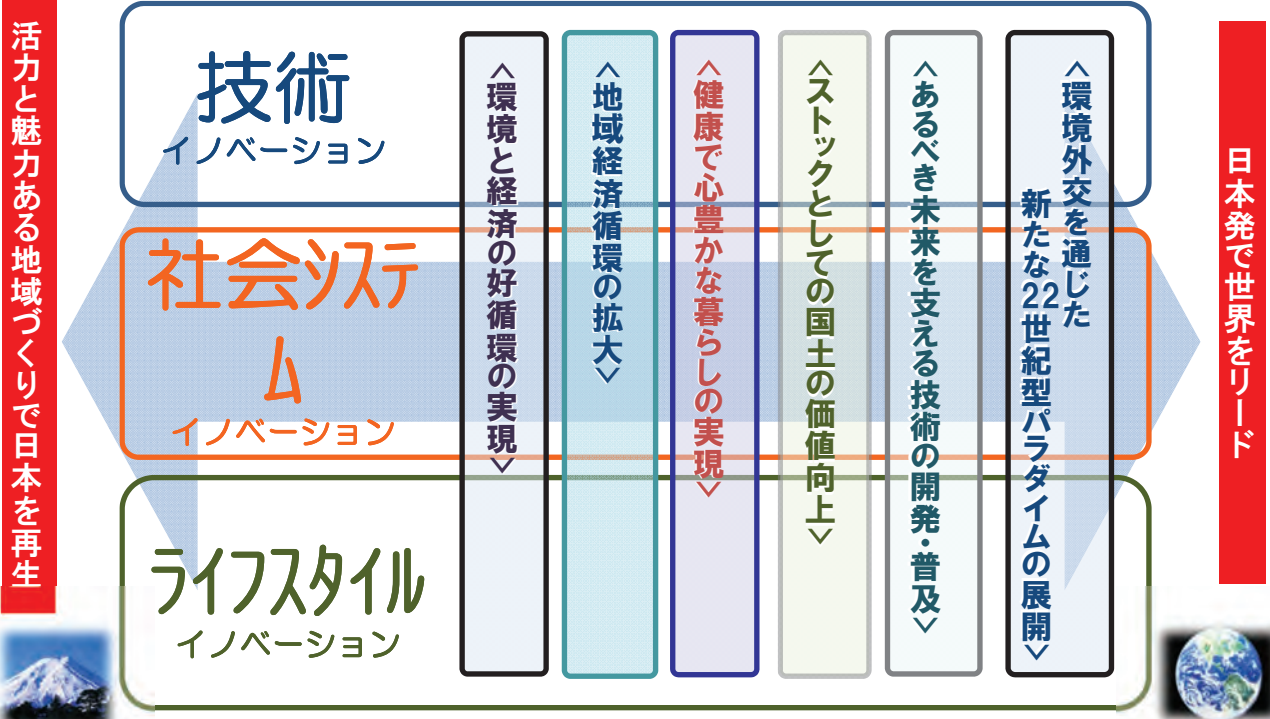 活力と魅力ある地域づくりで日本を再生
技術
イノベーション
社会システ
ム
イノベーション
ライフスタイル
イノベーション
<環境と経済の好循環の実現>
<地域経済循環の拡大>
<健康で心豊かな暮らしの実現>
<ストックとしての国土の価値向上>
<あるべき未来を支える技術の開発・普及>
<環境外交を通じた
新たな22世紀型パラダイムの展開>
日本発で世界をリード